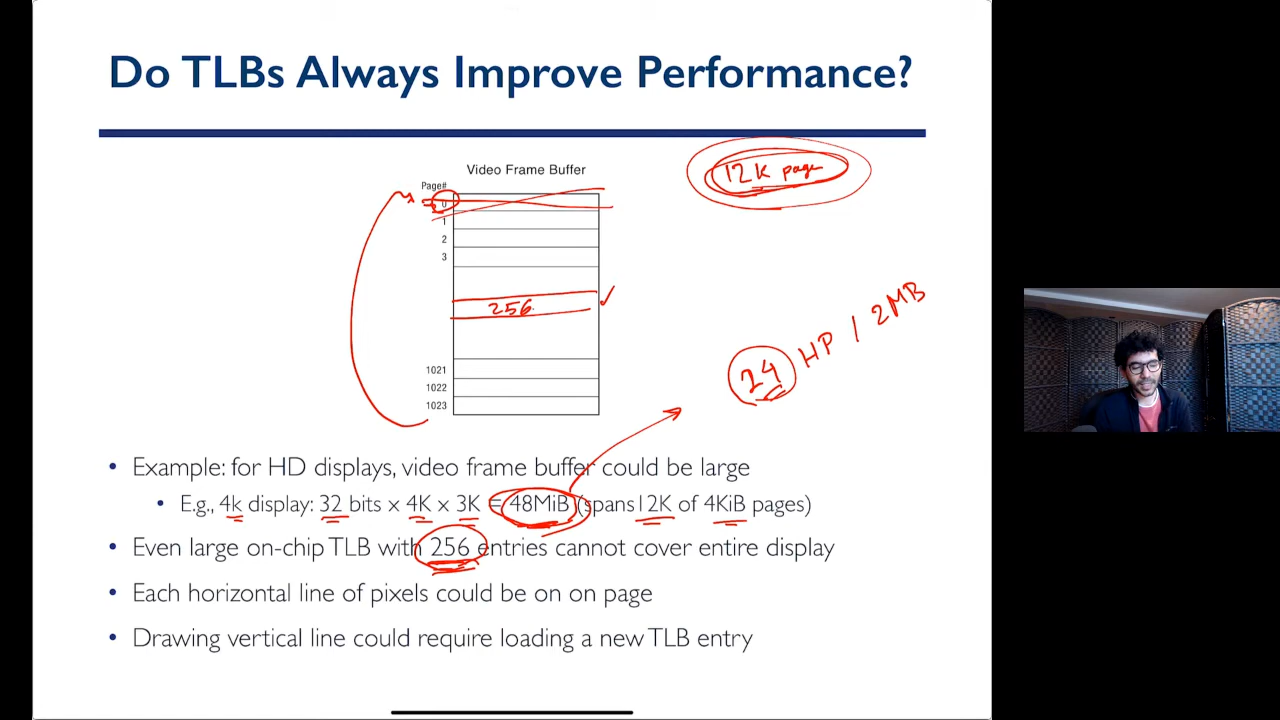 Do TLBs Always Improve Performance?
Video Frame Buffer
12K page
Page#
0
1
2
3
256
24 HP / 2MB
1021
1022
1023
• Example: for HD displays, video frame buffer could be large
• E.g., 4k display: 32 bits × 4K × 3K = 48MiB (spans 12K of 4KiB pages)
• Even large on-chip TLB with 256 entries cannot cover entire display
• Each horizontal line of pixels could be on on page
• Drawing vertical line could require loading a new TLB entry